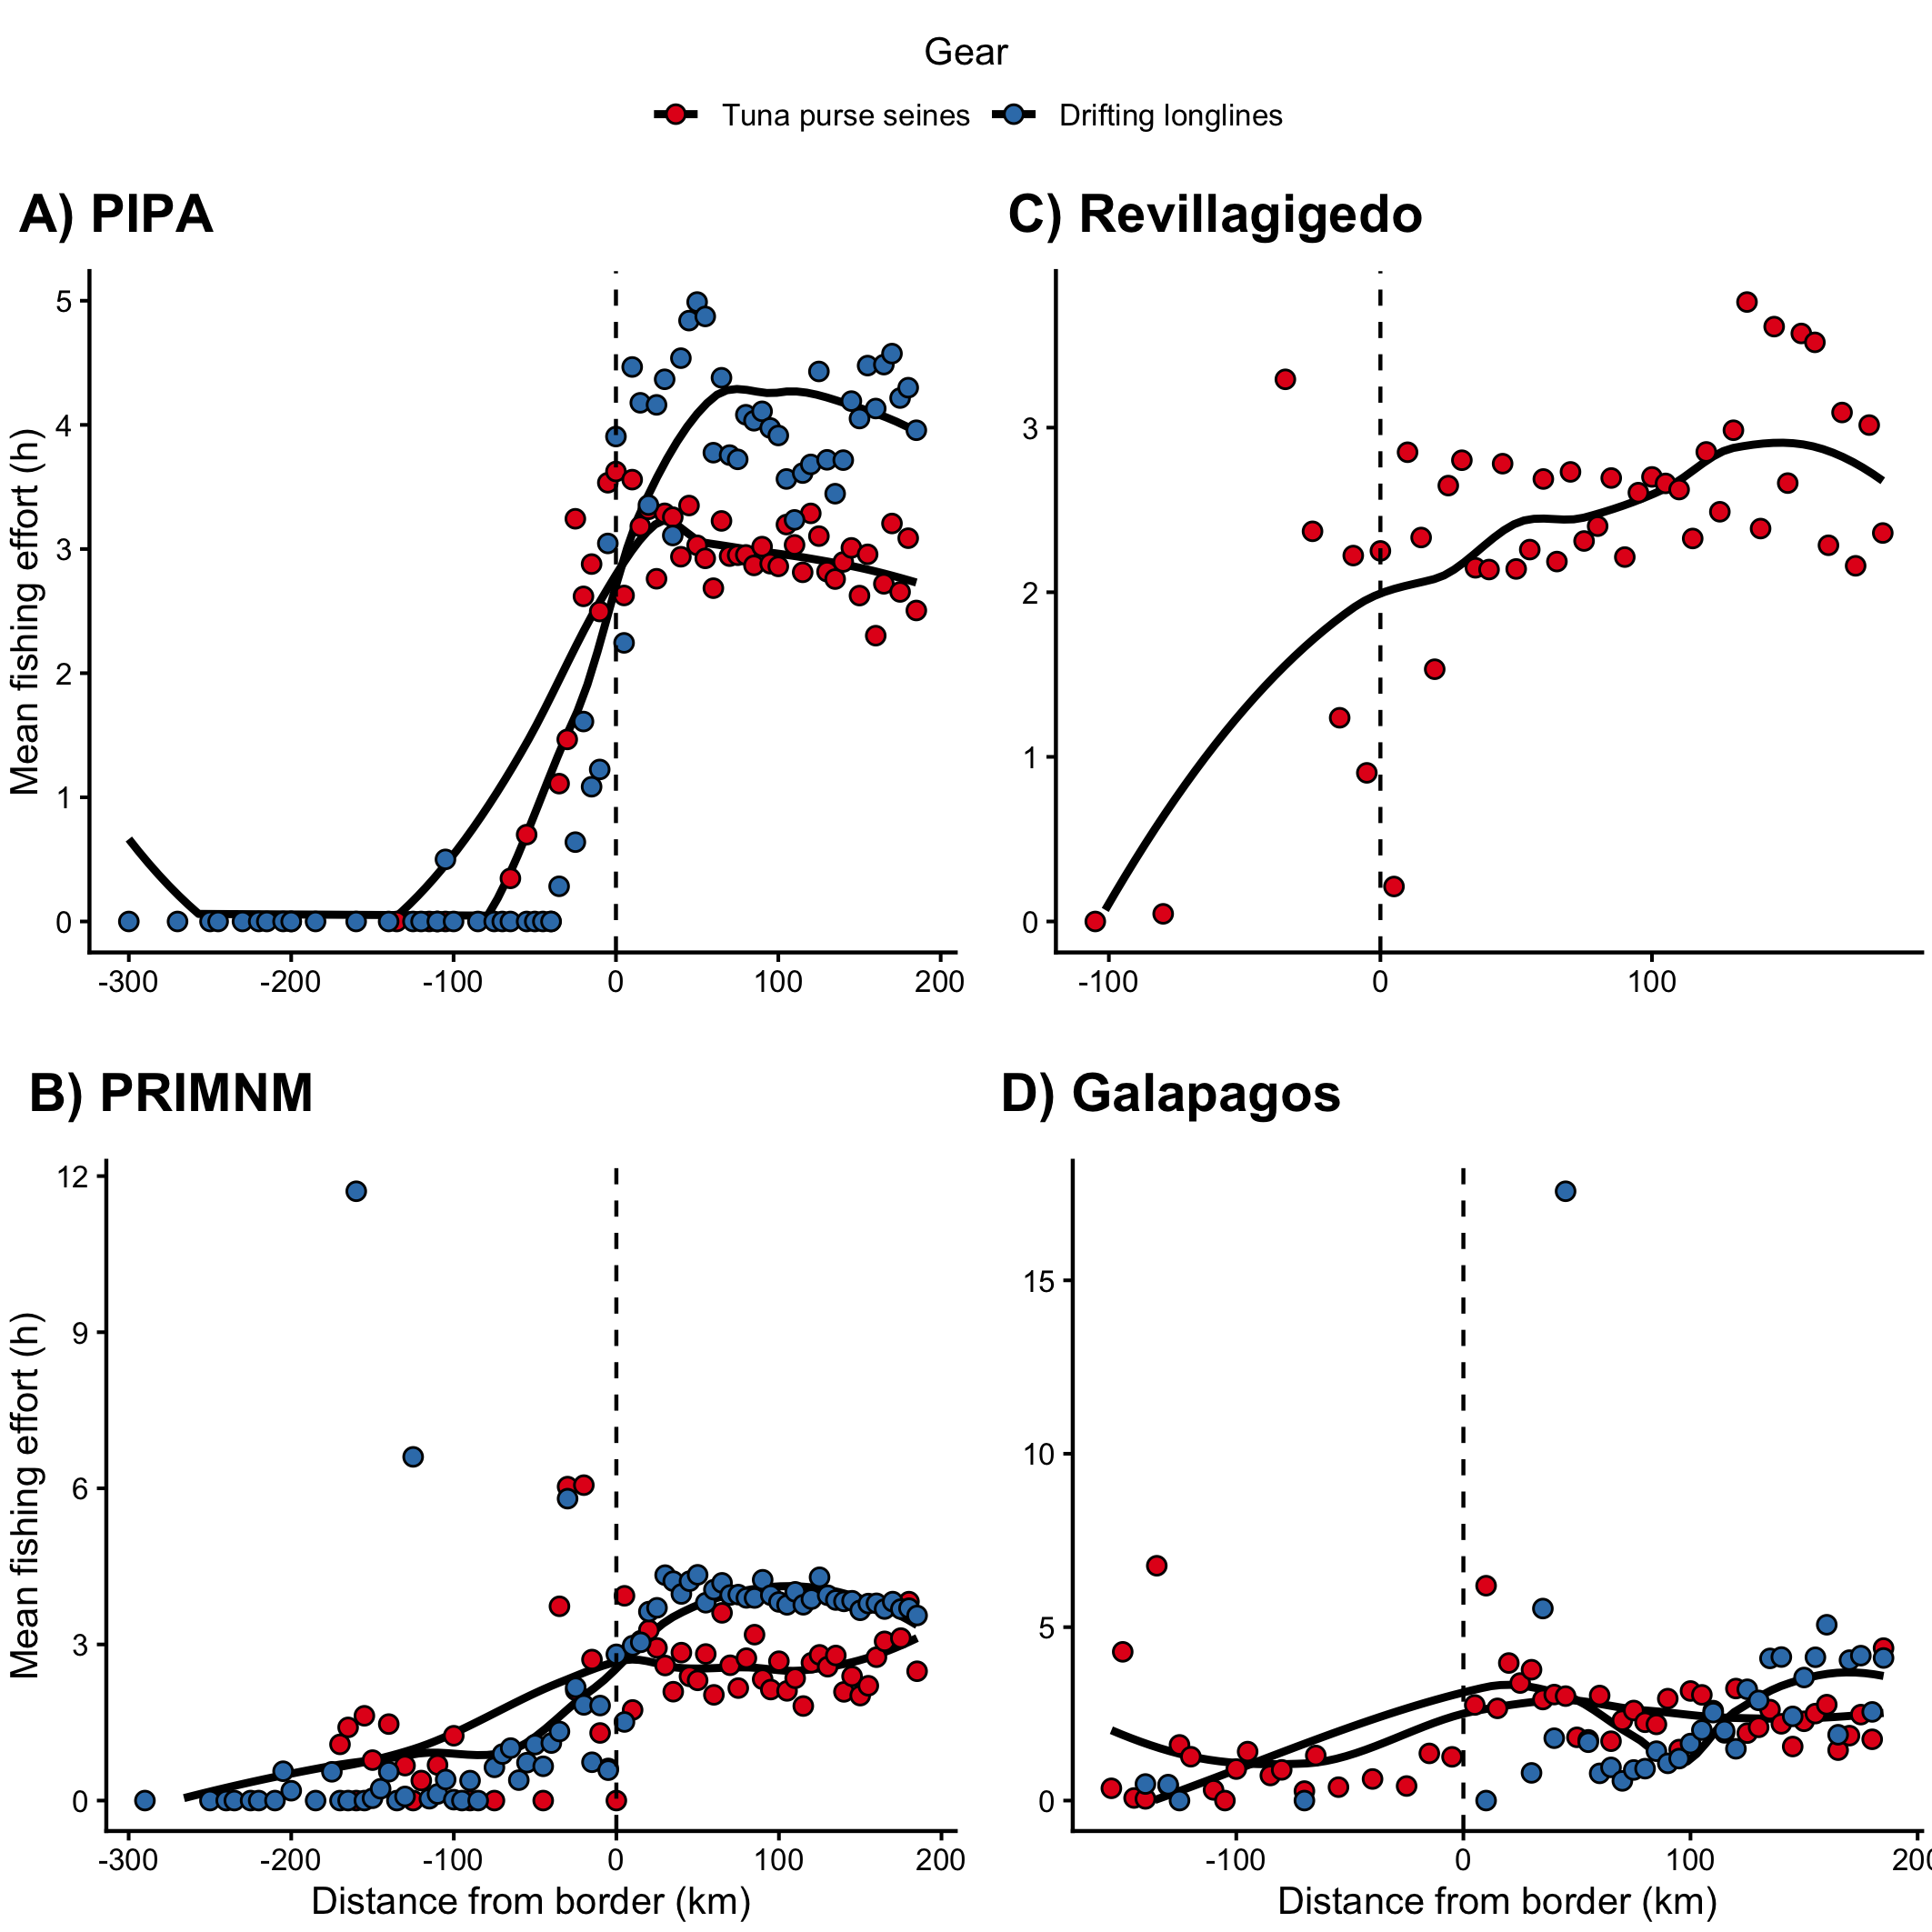 Gear
Tuna purse seines Drifting longlines
A) PIPA
Mean fishing effort (h)
5
4
3
2
1
0
-300 -200 -100 0 100 200
C) Revillagigedo
3
2
1
0
-100 0 100
B) PRIMNM
Mean fishing effort (h)
12
9
6
3
0
-300 -200 -100 0 100 200
Distance from border (km)
D) Galapagos
15
10
5
0
-100 0 100 200
Distance from border (km)